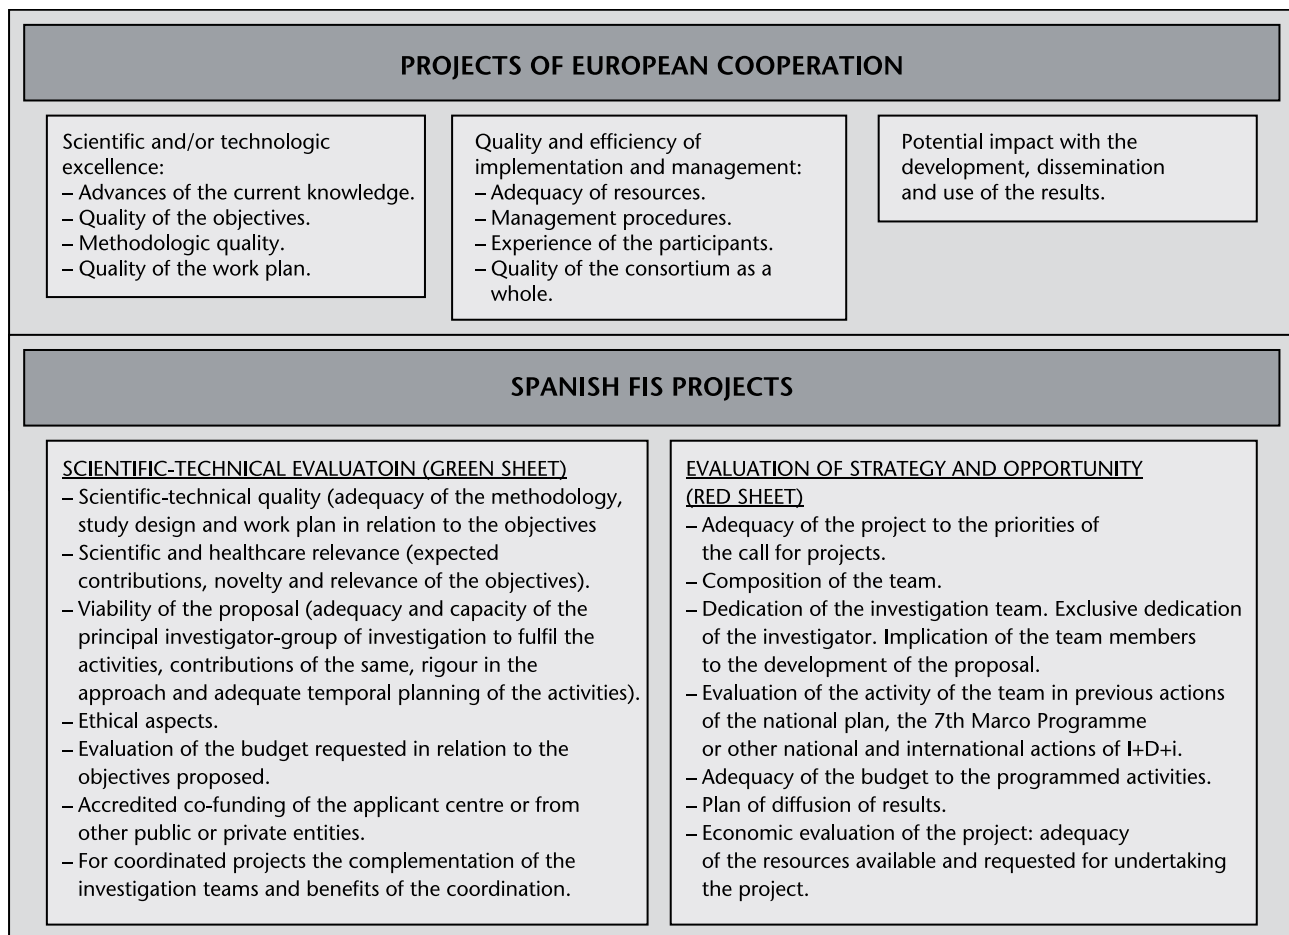 PROJECTS OF EUROPEAN COOPERATION
Scientific and/or technologic
excellence:
– Advances of the current knowledge.
– Quality of the objectives.
– Methodologic quality.
– Quality of the work plan.
Quality and efficiency of
implementation and management:
– Adequacy of resources.
– Management procedures.
– Experience of the participants.
– Quality of the consortium as a
whole.
Potential impact with the
development, dissemination
and use of the results.
SPANISH FIS PROJECTS
SCIENTIFIC-TECHNICAL EVALUATOIN (GREEN SHEET)
– Scientific-technical quality (adequacy of the methodology,
study design and work plan in relation to the objectives
– Scientific and healthcare relevance (expected
contributions, novelty and relevance of the objectives).
– Viability of the proposal (adequacy and capacity of the
principal investigator-group of investigation to fulfil the
activities, contributions of the same, rigour in the
approach and adequate temporal planning of the activities).
– Ethical aspects.
– Evaluation of the budget requested in relation to the
objectives proposed.
– Accredited co-funding of the applicant centre or from
other public or private entities.
– For coordinated projects the complementation of the
investigation teams and benefits of the coordination.
EVALUATION OF STRATEGY AND OPPORTUNITY
(RED SHEET)
– Adequacy of the project to the priorities of
the call for projects.
– Composition of the team.
– Dedication of the investigation team. Exclusive dedication
of the investigator. Implication of the team members
to the development of the proposal.
– Evaluation of the activity of the team in previous actions
of the national plan, the 7th Marco Programme
or other national and international actions of I+D+i.
– Adequacy of the budget to the programmed activities.
– Plan of diffusion of results.
– Economic evaluation of the project: adequacy
of the resources available and requested for undertaking
the project.